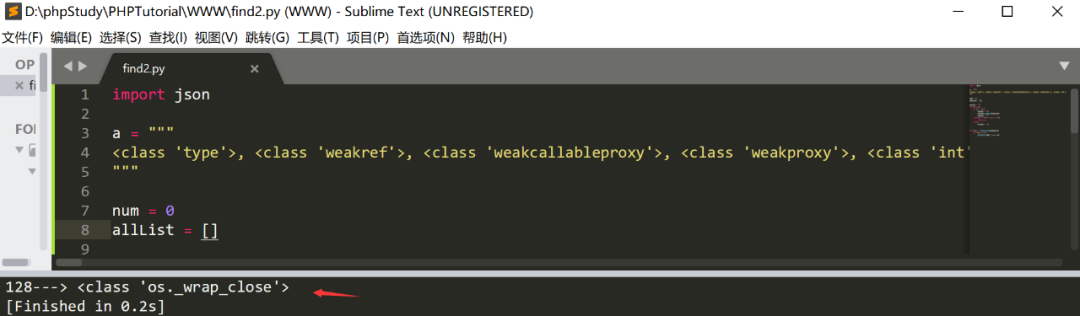 D:\phpStudy\PHPTutorial\WWW\find2.py (WWW) - Sublime Text (UNREGISTERED)
文件(F) 编辑(E) 选择(S) 查找(I) 视图(V) 跳转(G) 工具(T) 项目(P) 首选项(N) 帮助(H)
OP
find2.py
fi
FOI
1 import json
2
3 a = """
4 <class 'type'>, <class 'weakref'>, <class 'weakcallableproxy'>, <class 'weakproxy'>, <class 'int'
5 """
6
7 num = 0
8 allList = []
9
128---> <class 'os._wrap_close'>
[Finished in 0.2s]